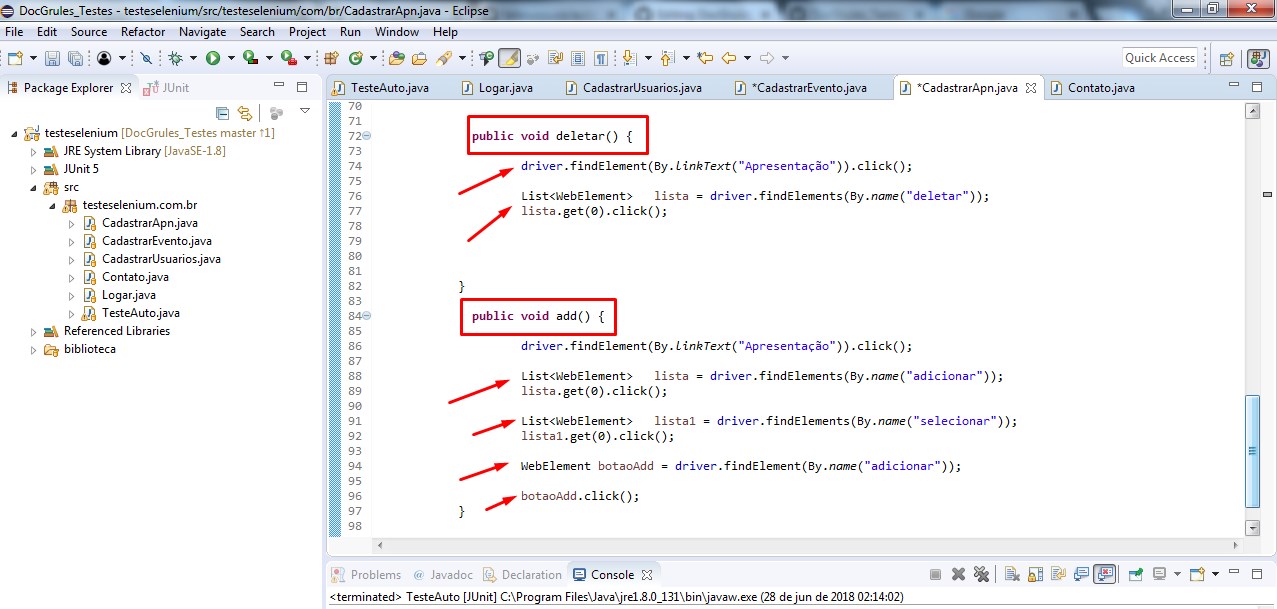 DocGrules_Testes - testeselenium/src/testeselenium/com/br/CadastrarApn.java - Eclipse
File Edit Source Refactor Navigate Search Project Run Window Help
Quick Access
Package Explorer JUnit
TesteAuto.java Logar.java CadastrarUsuarios.java *CadastrarEvento.java *CadastrarApn.java Contato.java
testeselenium [DocGrules_Testes master ↑1]
JRE System Library [JavaSE-1.8]
JUnit 5
src
testeselenium.com.br
CadastrarApn.java
CadastrarEvento.java
CadastrarUsuarios.java
Contato.java
Logar.java
TesteAuto.java
Referenced Libraries
biblioteca
70
71
72 public void deletar() {
73
74 driver.findElement(By.linkText("Apresentação")).click();
75
76 List<WebElement> lista = driver.findElements(By.name("deletar"));
77 lista.get(0).click();
78
79
80
81
82 }
83
84 public void add() {
85
86 driver.findElement(By.linkText("Apresentação")).click();
87
88 List<WebElement> lista = driver.findElements(By.name("adicionar"));
89 lista.get(0).click();
90
91 List<WebElement> lista1 = driver.findElements(By.name("selecionar"));
92 lista1.get(0).click();
93
94 WebElement botaoAdd = driver.findElement(By.name("adicionar"));
95
96 botaoAdd.click();
97 }
98
Problems @ Javadoc Declaration Console
<terminated> TesteAuto [JUnit] C:\Program Files\Java\jre1.8.0_131\bin\javaw.exe (28 de jun de 2018 02:14:02)